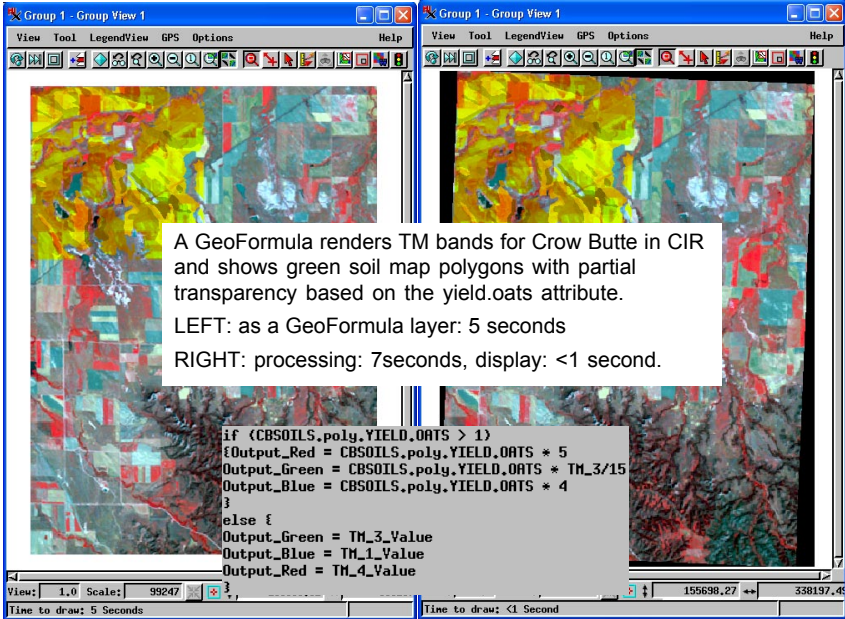 Group 1 - Group View 1
View Tool LegendView GPS Options Help
Group 1 - Group View 1
View Tool LegendView GPS Options Help
A GeoFormula renders TM bands for Crow Butte in CIR
and shows green soil map polygons with partial
transparency based on the yield.oats attribute.
LEFT: as a GeoFormula layer: 5 seconds
RIGHT: processing: 7seconds, display: <1 second.
if (CBSOILS.poly.YIELD.OATS > 1)
{Output_Red = CBSOILS.poly.YIELD.OATS * 5
Output_Green = CBSOILS.poly.YIELD.OATS * TM_3/15
Output_Blue = CBSOILS.poly.YIELD.OATS * 4
}
else {
Output_Green = TM_3_Value
Output_Blue = TM_1_Value
Output_Red = TM_4_Value
}
View: 1.0 Scale: 99247
Time to draw: 5 Seconds
155698.27 338197.49
Time to draw: <1 Second